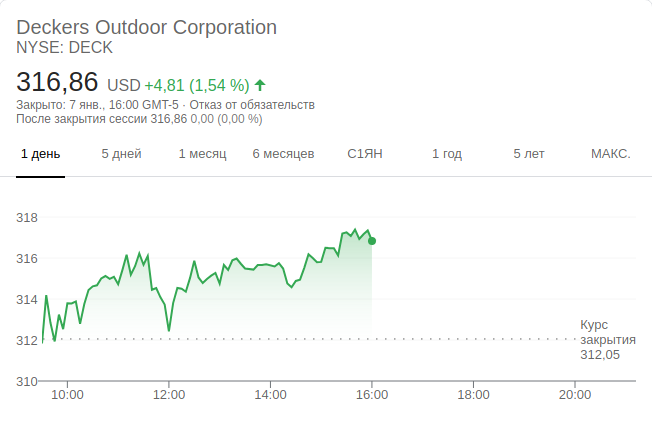 Deckers Outdoor Corporation
NYSE: DECK
316,86 USD +4,81 (1,54 %)
Закрыто: 7 янв., 16:00 GMT-5 · Отказ от обязательств
После закрытия сессии 316,86 0,00 (0,00 %)
1 день 5 дней 1 месяц 6 месяцев С1ЯН 1 год 5 лет МАКС.
318
316
314
312
310
Курс
закрытия
312,05
10:00 12:00 14:00 16:00 18:00 20:00